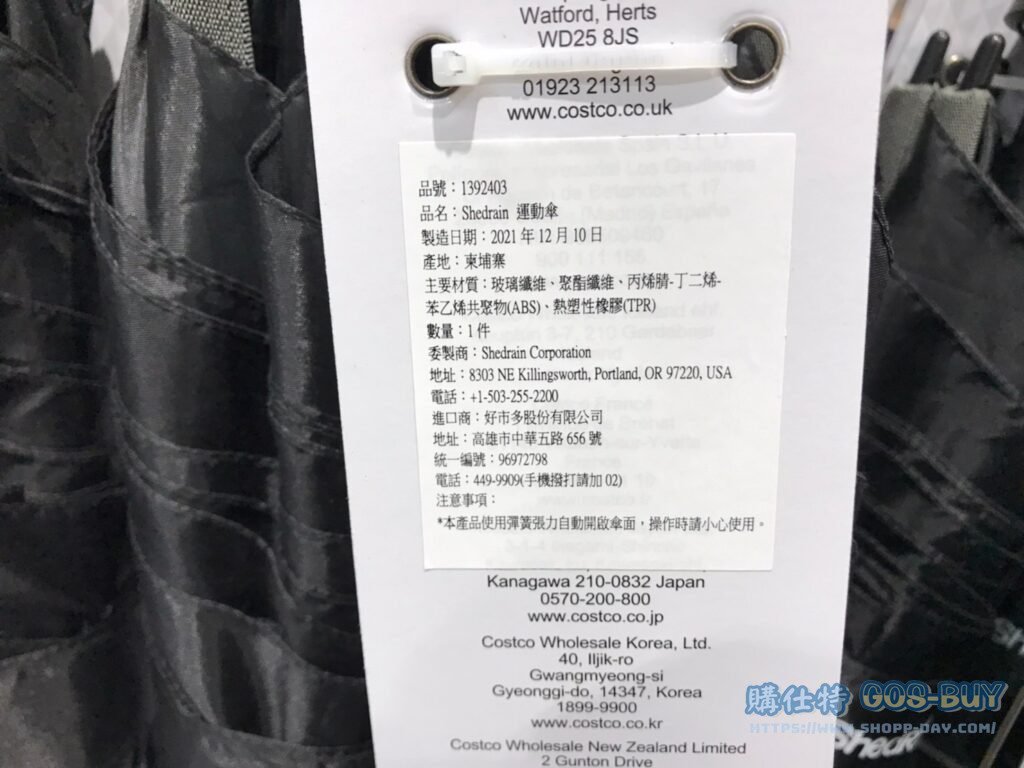 Watford, Herts
WD25 8JS
01923 213113
www.costco.co.uk
品號：1392403
品名：Shedrain 運動傘
製造日期：2021 年 12 月 10 日
產地：柬埔寨
主要材質：玻璃纖維、聚酯纖維、丙烯腈-丁二烯-
苯乙烯共聚物(ABS)、熱塑性橡膠(TPR)
數量：1 件
委製商：Shedrain Corporation
地址：8303 NE Killingsworth, Portland, OR 97220, USA
電話：+1-503-255-2200
進口商：好市多股份有限公司
地址：高雄市中華五路 656 號
統一編號：96972798
電話：449-9909(手機撥打請加 02)
注意事項：
*本產品使用彈簧張力自動開啟傘面，操作時請小心使用。
Kanagawa 210-0832 Japan
0570-200-800
www.costco.co.jp
Costco Wholesale Korea, Ltd.
40, Iljik-ro
Gwangmyeong-si
Gyeonggi-do, 14347, Korea
1899-9900
www.costco.co.kr
Costco Wholesale New Zealand Limited
2 Gunton Drive
購仕特 GOS-BUY
HTTPS://WWW.SHOPP-DAY.COM/